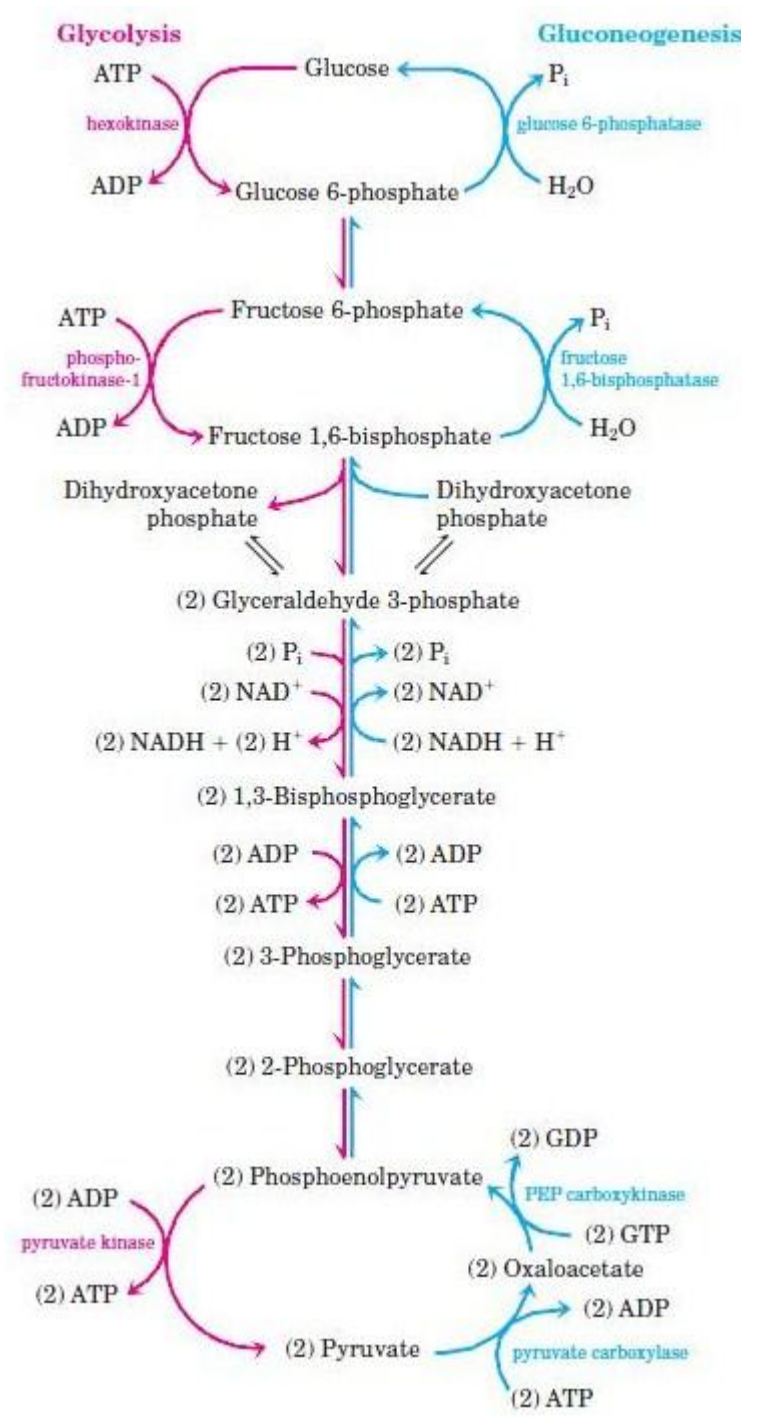 Glycolysis
Gluconeogenesis
ATP
Glucose
Pᵢ
hexokinase
glucose 6-phosphatase
ADP
Glucose 6-phosphate
H₂O
ATP
Fructose 6-phosphate
Pᵢ
phospho-
fructokinase-1
fructose
1,6-bisphosphatase
ADP
Fructose 1,6-bisphosphate
H₂O
Dihydroxyacetone
phosphate
Dihydroxyacetone
phosphate
(2) Glyceraldehyde 3-phosphate
(2) Pᵢ
(2) Pᵢ
(2) NAD⁺
(2) NAD⁺
(2) NADH + (2) H⁺
(2) NADH + H⁺
(2) 1,3-Bisphosphoglycerate
(2) ADP
(2) ADP
(2) ATP
(2) ATP
(2) 3-Phosphoglycerate
(2) 2-Phosphoglycerate
(2) GDP
(2) Phosphoenolpyruvate
(2) ADP
PEP carboxykinase
pyruvate kinase
(2) GTP
(2) Oxaloacetate
(2) ATP
(2) ADP
(2) Pyruvate
pyruvate carboxylase
(2) ATP